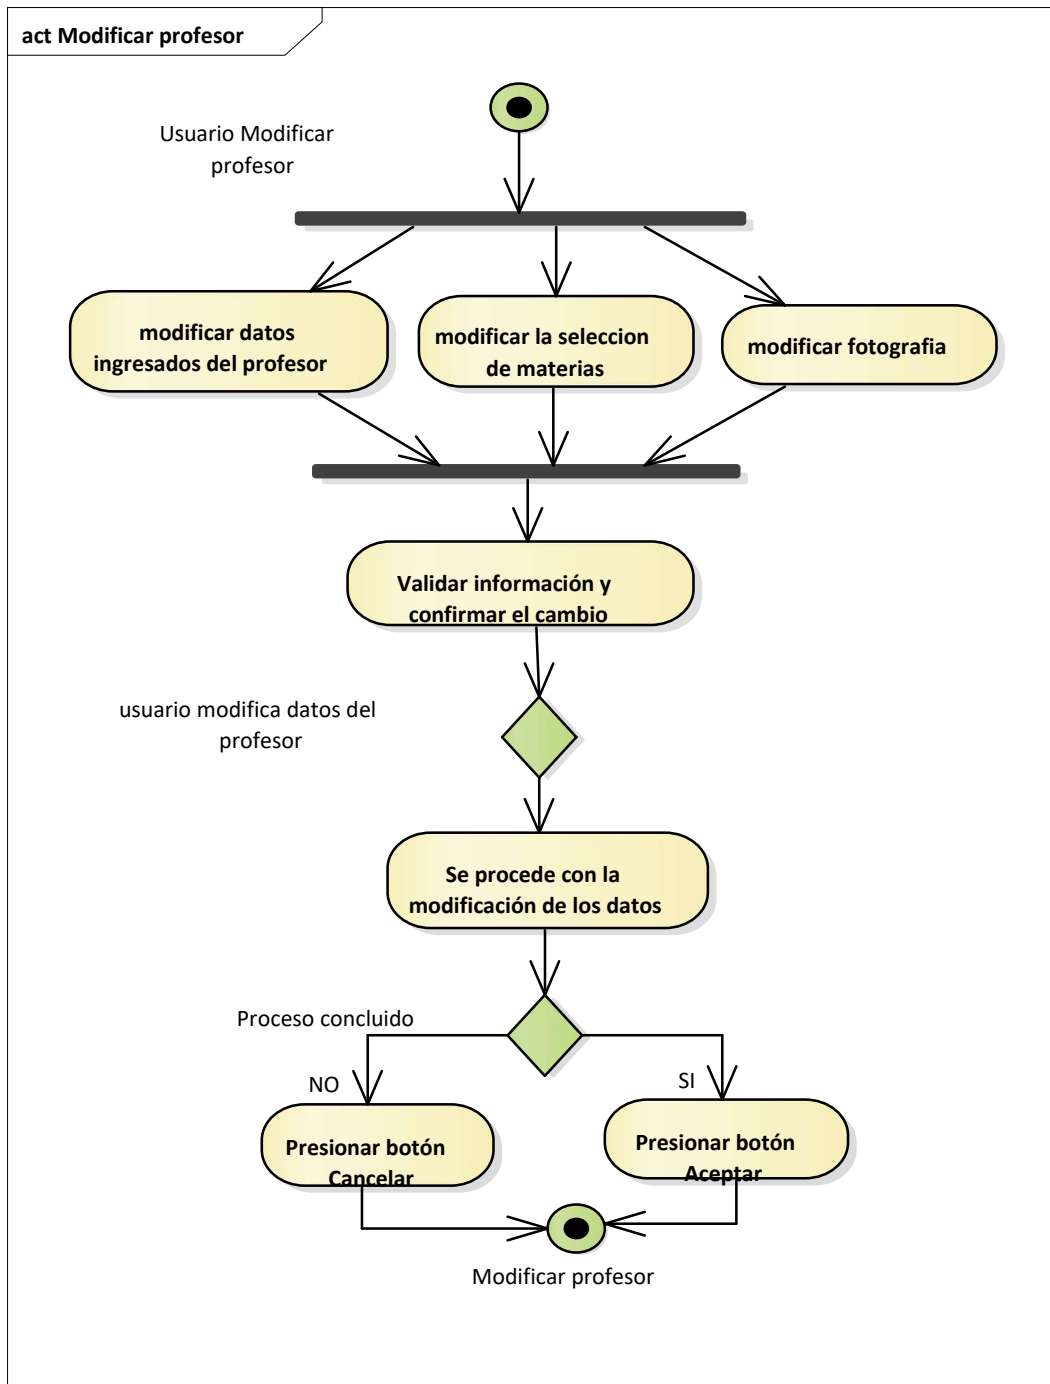 act Modificar profesor
Usuario Modificar
profesor
modificar datos
ingresados del profesor
modificar la seleccion
de materias
modificar fotografia
Validar información y
confirmar el cambio
usuario modifica datos del
profesor
Se procede con la
modificación de los datos
Proceso concluido
NO
SI
Presionar botón
Cancelar
Presionar botón
Aceptar
Modificar profesor